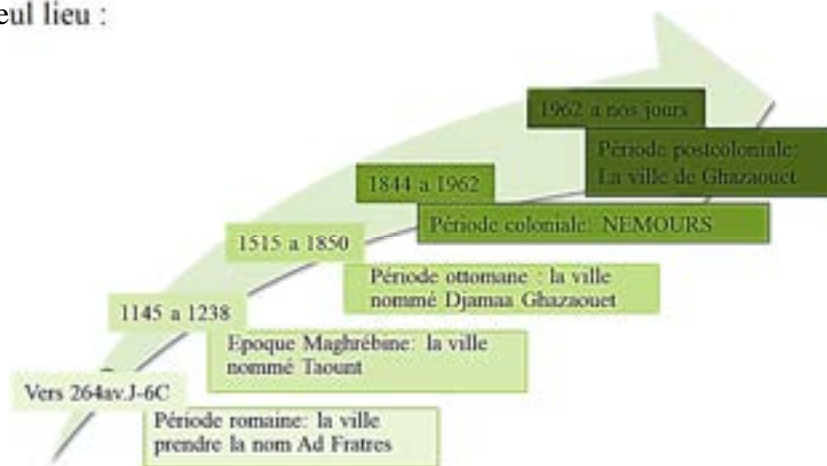 eul lieu :
1962 a nos jours
Période postcoloniale:
La ville de Ghazaouet
1844 a 1962
Période coloniale: NEMOURS
1515 a 1850
Période ottomane : la ville
nommé Djamaa Ghazaouet
1145 a 1238
Epoque Maghrébine: la ville
nommé Taount
Vers 264av.J-6C
Période romaine: la ville
prendre la nom Ad Fratres